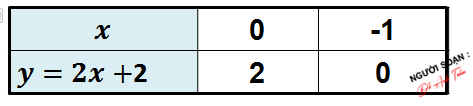 x 0 -1
y = 2x +2 2 0
NGƯỜI SOẠN :